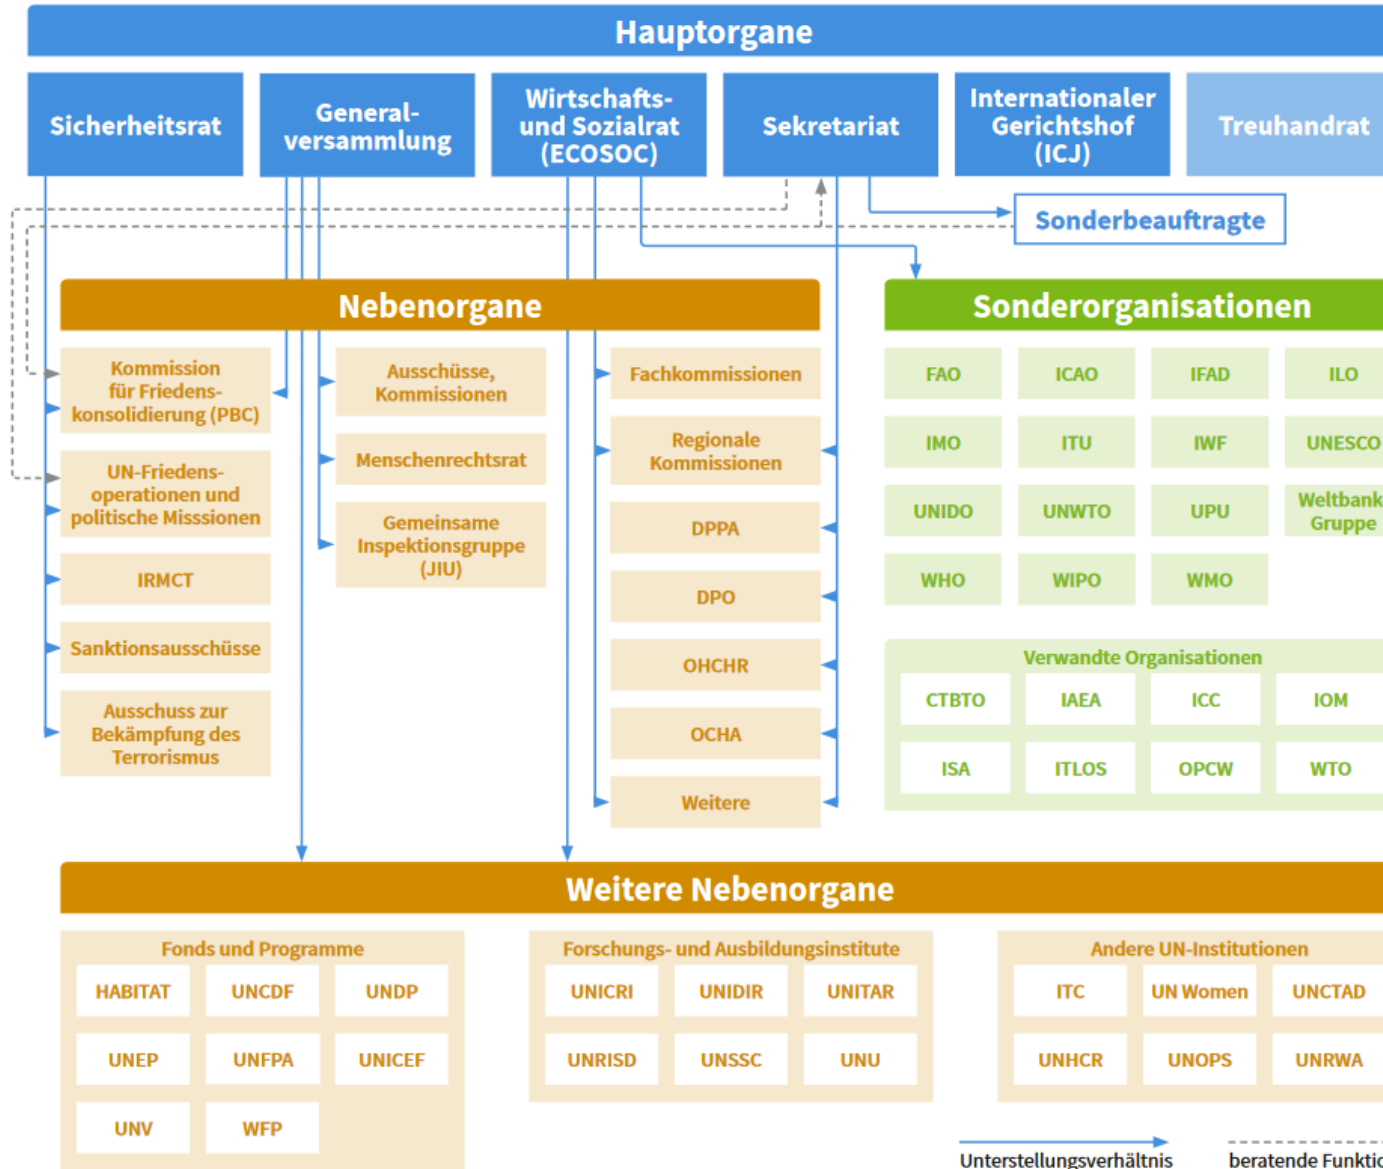 Hauptorgane
Sicherheitsrat
General-
versammlung
Wirtschafts-
und Sozialrat
(ECOSOC)
Sekretariat
Internationaler
Gerichtshof
(ICJ)
Treuhandrat
Sonderbeauftragte
Nebenorgane
Kommission
für Friedens-
konsolidierung (PBC)
UN-Friedens-
operationen und
politische Misssionen
IRMCT
Sanktionsausschüsse
Ausschuss zur
Bekämpfung des
Terrorismus
Ausschüsse,
Kommissionen
Menschenrechtsrat
Gemeinsame
Inspektionsgruppe
(JIU)
Fachkommissionen
Regionale
Kommissionen
DPPA
DPO
OHCHR
OCHA
Weitere
Sonderorganisationen
FAO
ICAO
IFAD
ILO
IMO
ITU
IWF
UNESCO
UNIDO
UNWTO
UPU
Weltbank-
Gruppe
WHO
WIPO
WMO
Verwandte Organisationen
CTBTO
IAEA
ICC
IOM
ISA
ITLOS
OPCW
WTO
Weitere Nebenorgane
Fonds und Programme
HABITAT
UNCDF
UNDP
UNEP
UNFPA
UNICEF
UNV
WFP
Forschungs- und Ausbildungsinstitute
UNICRI
UNIDIR
UNITAR
UNRISD
UNSSC
UNU
Andere UN-Institutionen
ITC
UN Women
UNCTAD
UNHCR
UNOPS
UNRWA
Unterstellungsverhältnis
beratende Funktio